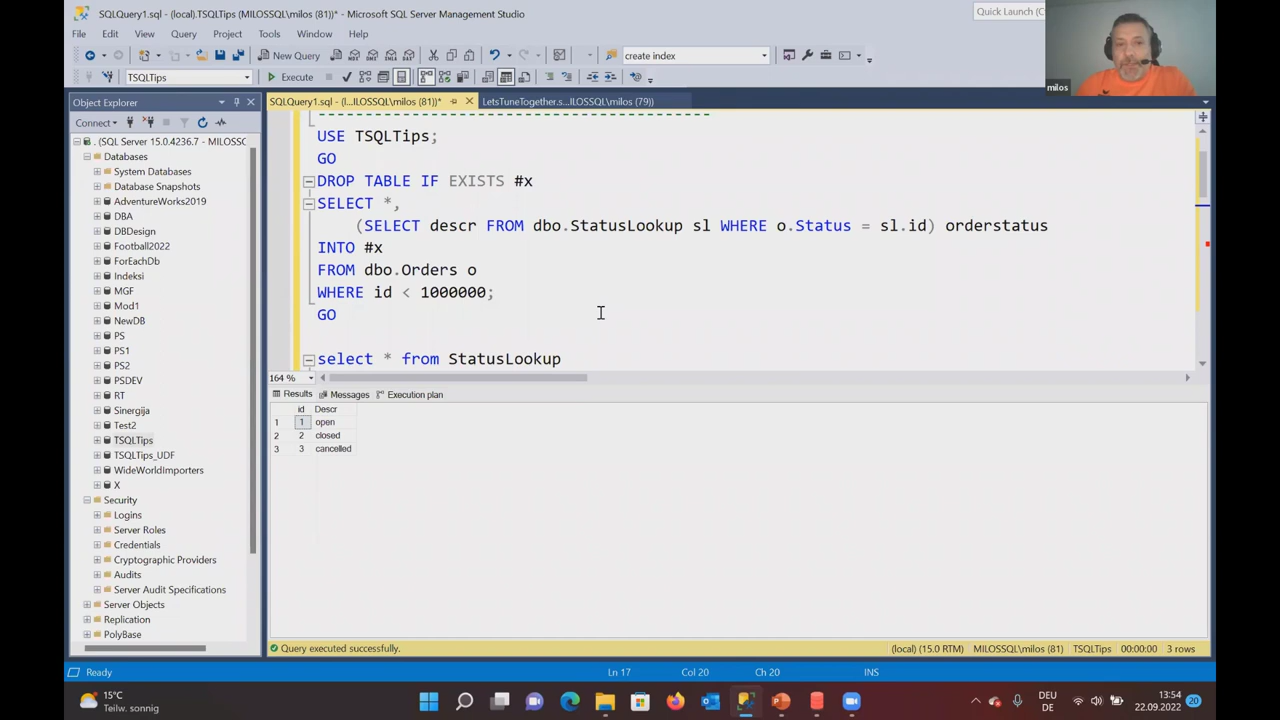 SQLQuery1.sql - (local).TSQLTips (MILOSSQL\milos (81))* - Microsoft SQL Server Management Studio
Quick Launch (C
File Edit View Query Project Tools Window Help
New Query
create index
TSQLTips
Execute
milos
Object Explorer
SQLQuery1.sql - (l...ILOSSQL\milos (81))*
LetsTuneTogether.s...ILOSSQL\milos (79))
Connect
. (SQL Server 15.0.4236.7 - MILOSSC
Databases
System Databases
Database Snapshots
AdventureWorks2019
DBA
DBDesign
Football2022
ForEachDb
Indeksi
MGF
Mod1
NewDB
PS
PS1
PS2
PSDEV
RT
Sinergija
Test2
TSQLTips
TSQLTips_UDF
WideWorldImporters
X
Security
Logins
Server Roles
Credentials
Cryptographic Providers
Audits
Server Audit Specifications
Server Objects
Replication
PolyBase
--------------------------------------------
USE TSQLTips;
GO
DROP TABLE IF EXISTS #x
SELECT *,
(SELECT descr FROM dbo.StatusLookup sl WHERE o.Status = sl.id) orderstatus
INTO #x
FROM dbo.Orders o
WHERE id < 1000000;
GO
select * from StatusLookup
164 %
Results Messages Execution plan
id Descr
1 1 open
2 2 closed
3 3 cancelled
Query executed successfully.
(local) (15.0 RTM) MILOSSQL\milos (81) TSQLTips 00:00:00 3 rows
Ready
Ln 17 Col 20 Ch 20 INS
15°C
Teilw. sonnig
DEU
DE
13:54
22.09.2022
20